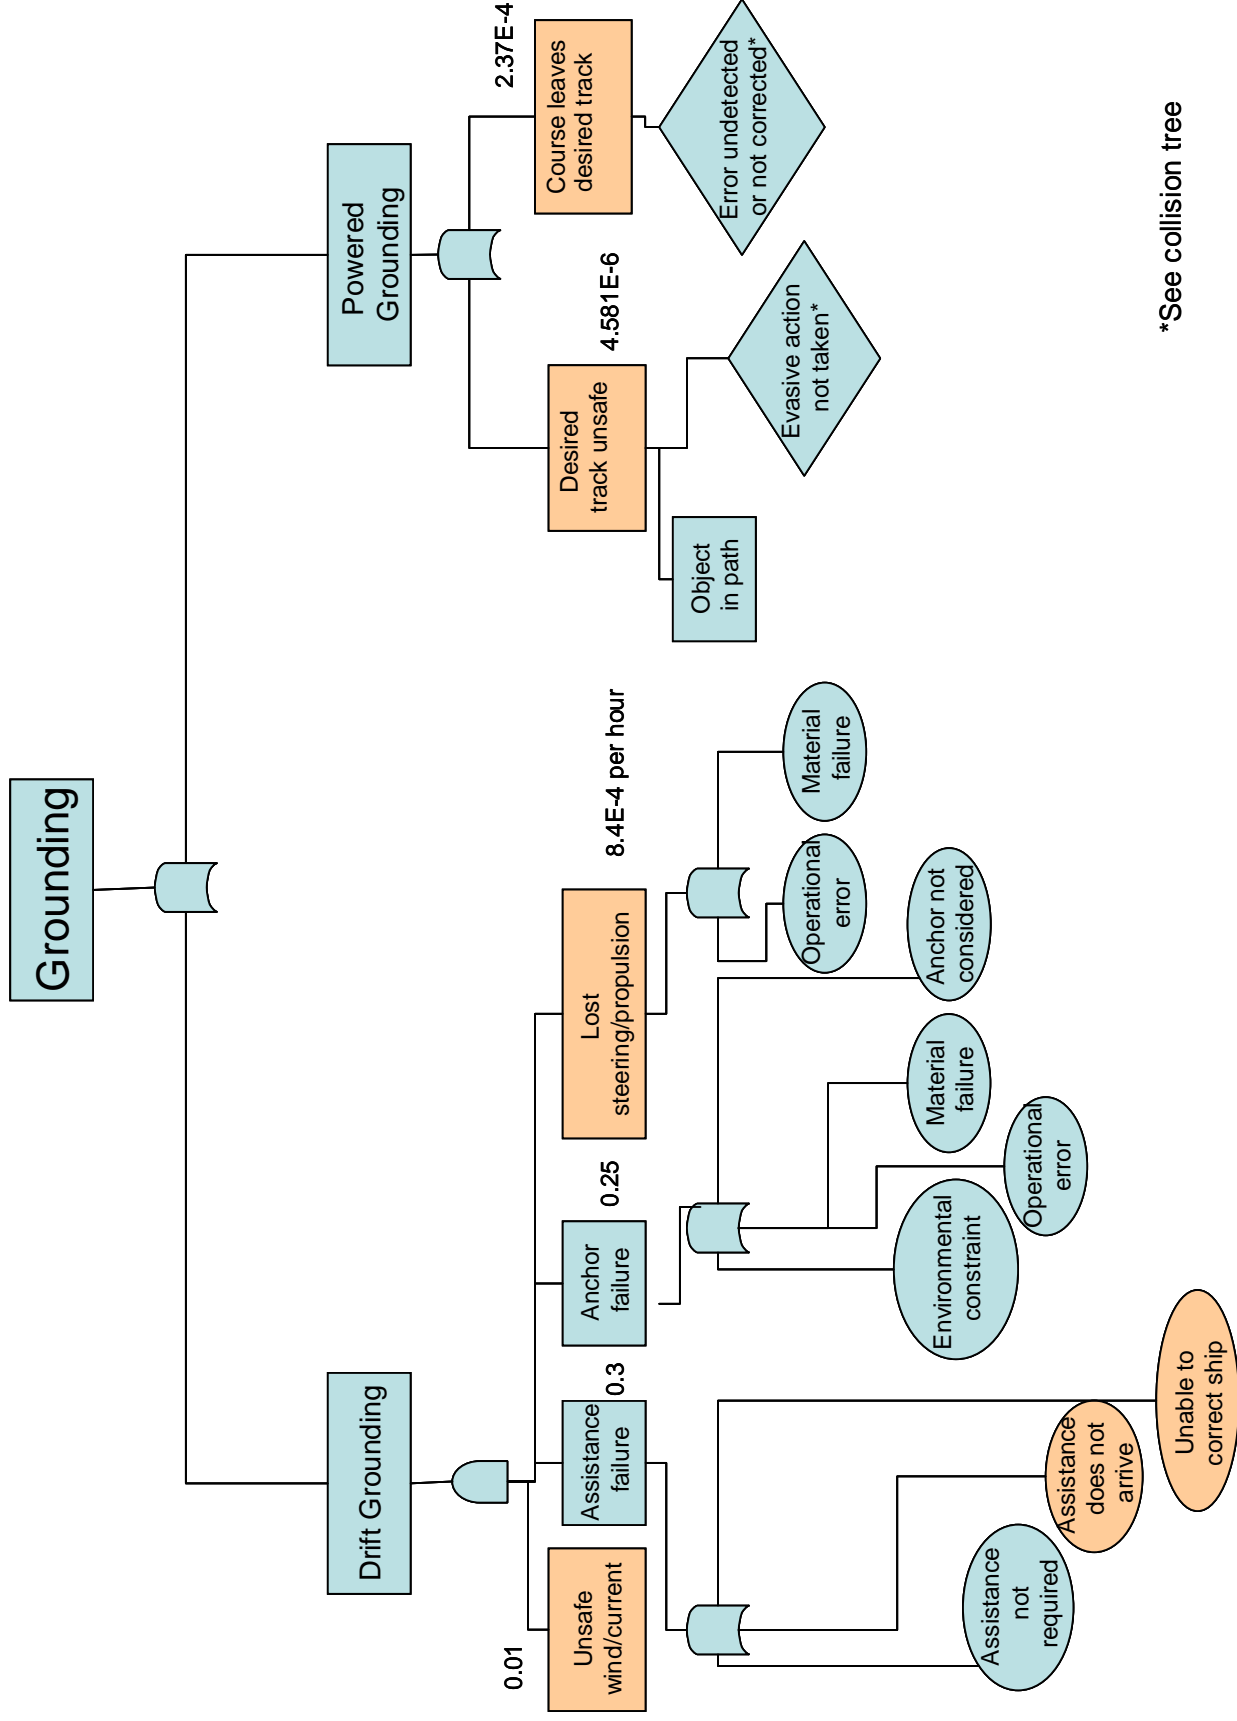 Grounding
Drift Grounding
Powered
Grounding
0.01
Unsafe
wind/current
Assistance
failure
0.3
Anchor
failure
0.25
Lost
steering/propulsion
8.4E-4 per hour
Desired
track unsafe
4.581E-6
Course leaves
desired track
2.37E-4
Object
in path
Evasive action
not taken*
Error undetected
or not corrected*
Operational
error
Material
failure
Environmental
constraint
Operational
error
Material
failure
Anchor not
considered
Assistance
not
required
Assistance
does not
arrive
Unable to
correct ship
*See collision tree